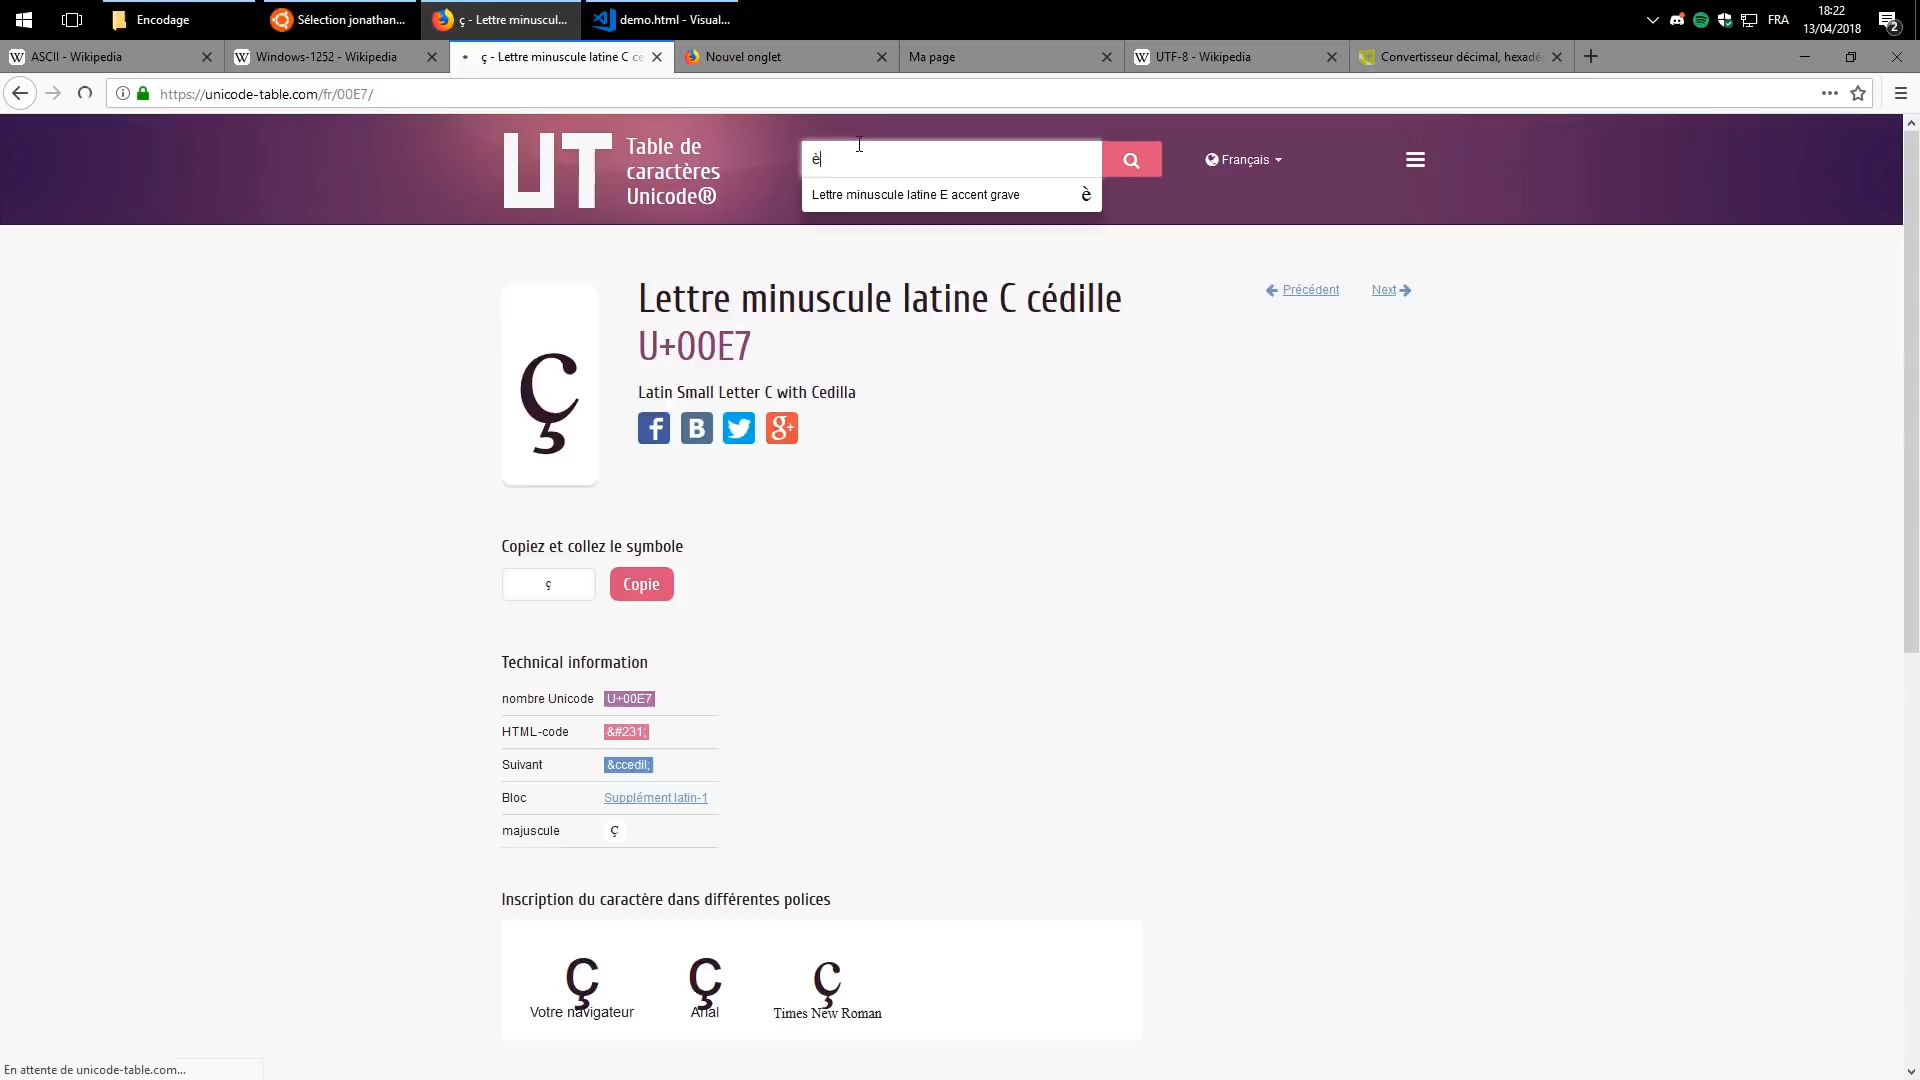 Encodage
Sélection jonathan...
ç - Lettre minuscul...
demo.html - Visual...
FRA
18:22
13/04/2018
2
ASCII - Wikipedia
Windows-1252 - Wikipedia
ç - Lettre minuscule latine C cé
Nouvel onglet
Ma page
UTF-8 - Wikipedia
Convertisseur décimal, hexadé
https://unicode-table.com/fr/00E7/
UT
Table de
caractères
Unicode®
è
Français
Lettre minuscule latine E accent grave è
Lettre minuscule latine C cédille
U+00E7
Précédent
Next
ç
Latin Small Letter C with Cedilla
Copiez et collez le symbole
ç
Copie
Technical information
nombre Unicode U+00E7
HTML-code &#231;
Suivant &ccedil;
Bloc Supplément latin-1
majuscule Ç
Inscription du caractère dans différentes polices
ç ç ç
Votre navigateur Arial Times New Roman
En attente de unicode-table.com...